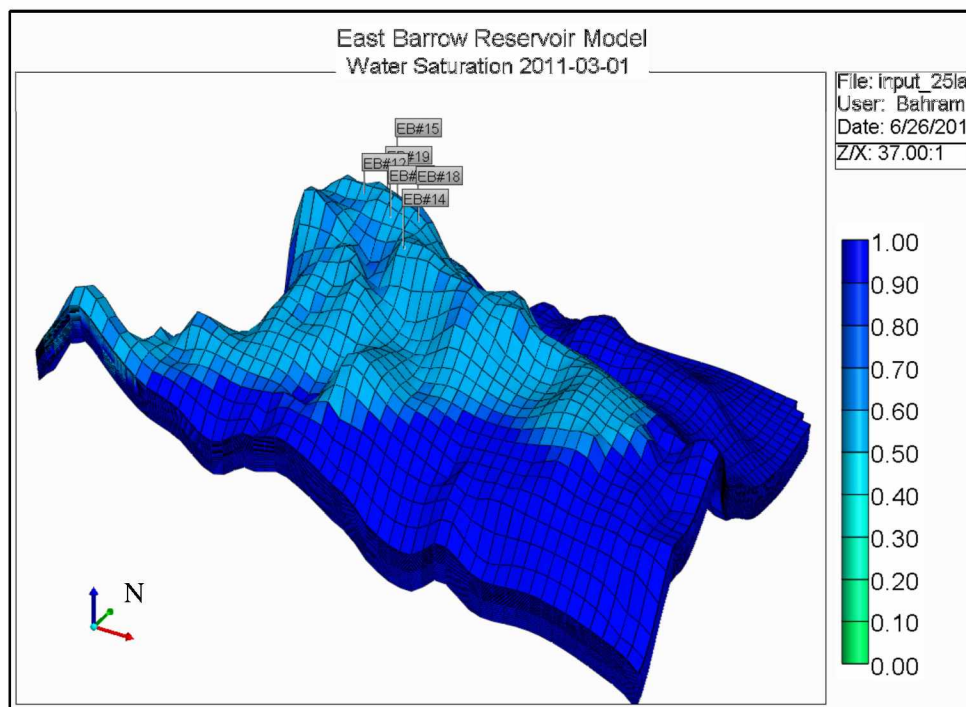 East Barrow Reservoir Model
Water Saturation 2011-03-01
File: input_25la
User: Bahram
Date: 6/26/201
Z/X: 37.00:1
EB#15
EB#19
EB#12
EB#
EB#18
EB#14
1.00
0.90
0.80
0.70
0.60
0.50
0.40
0.30
0.20
0.10
0.00
N